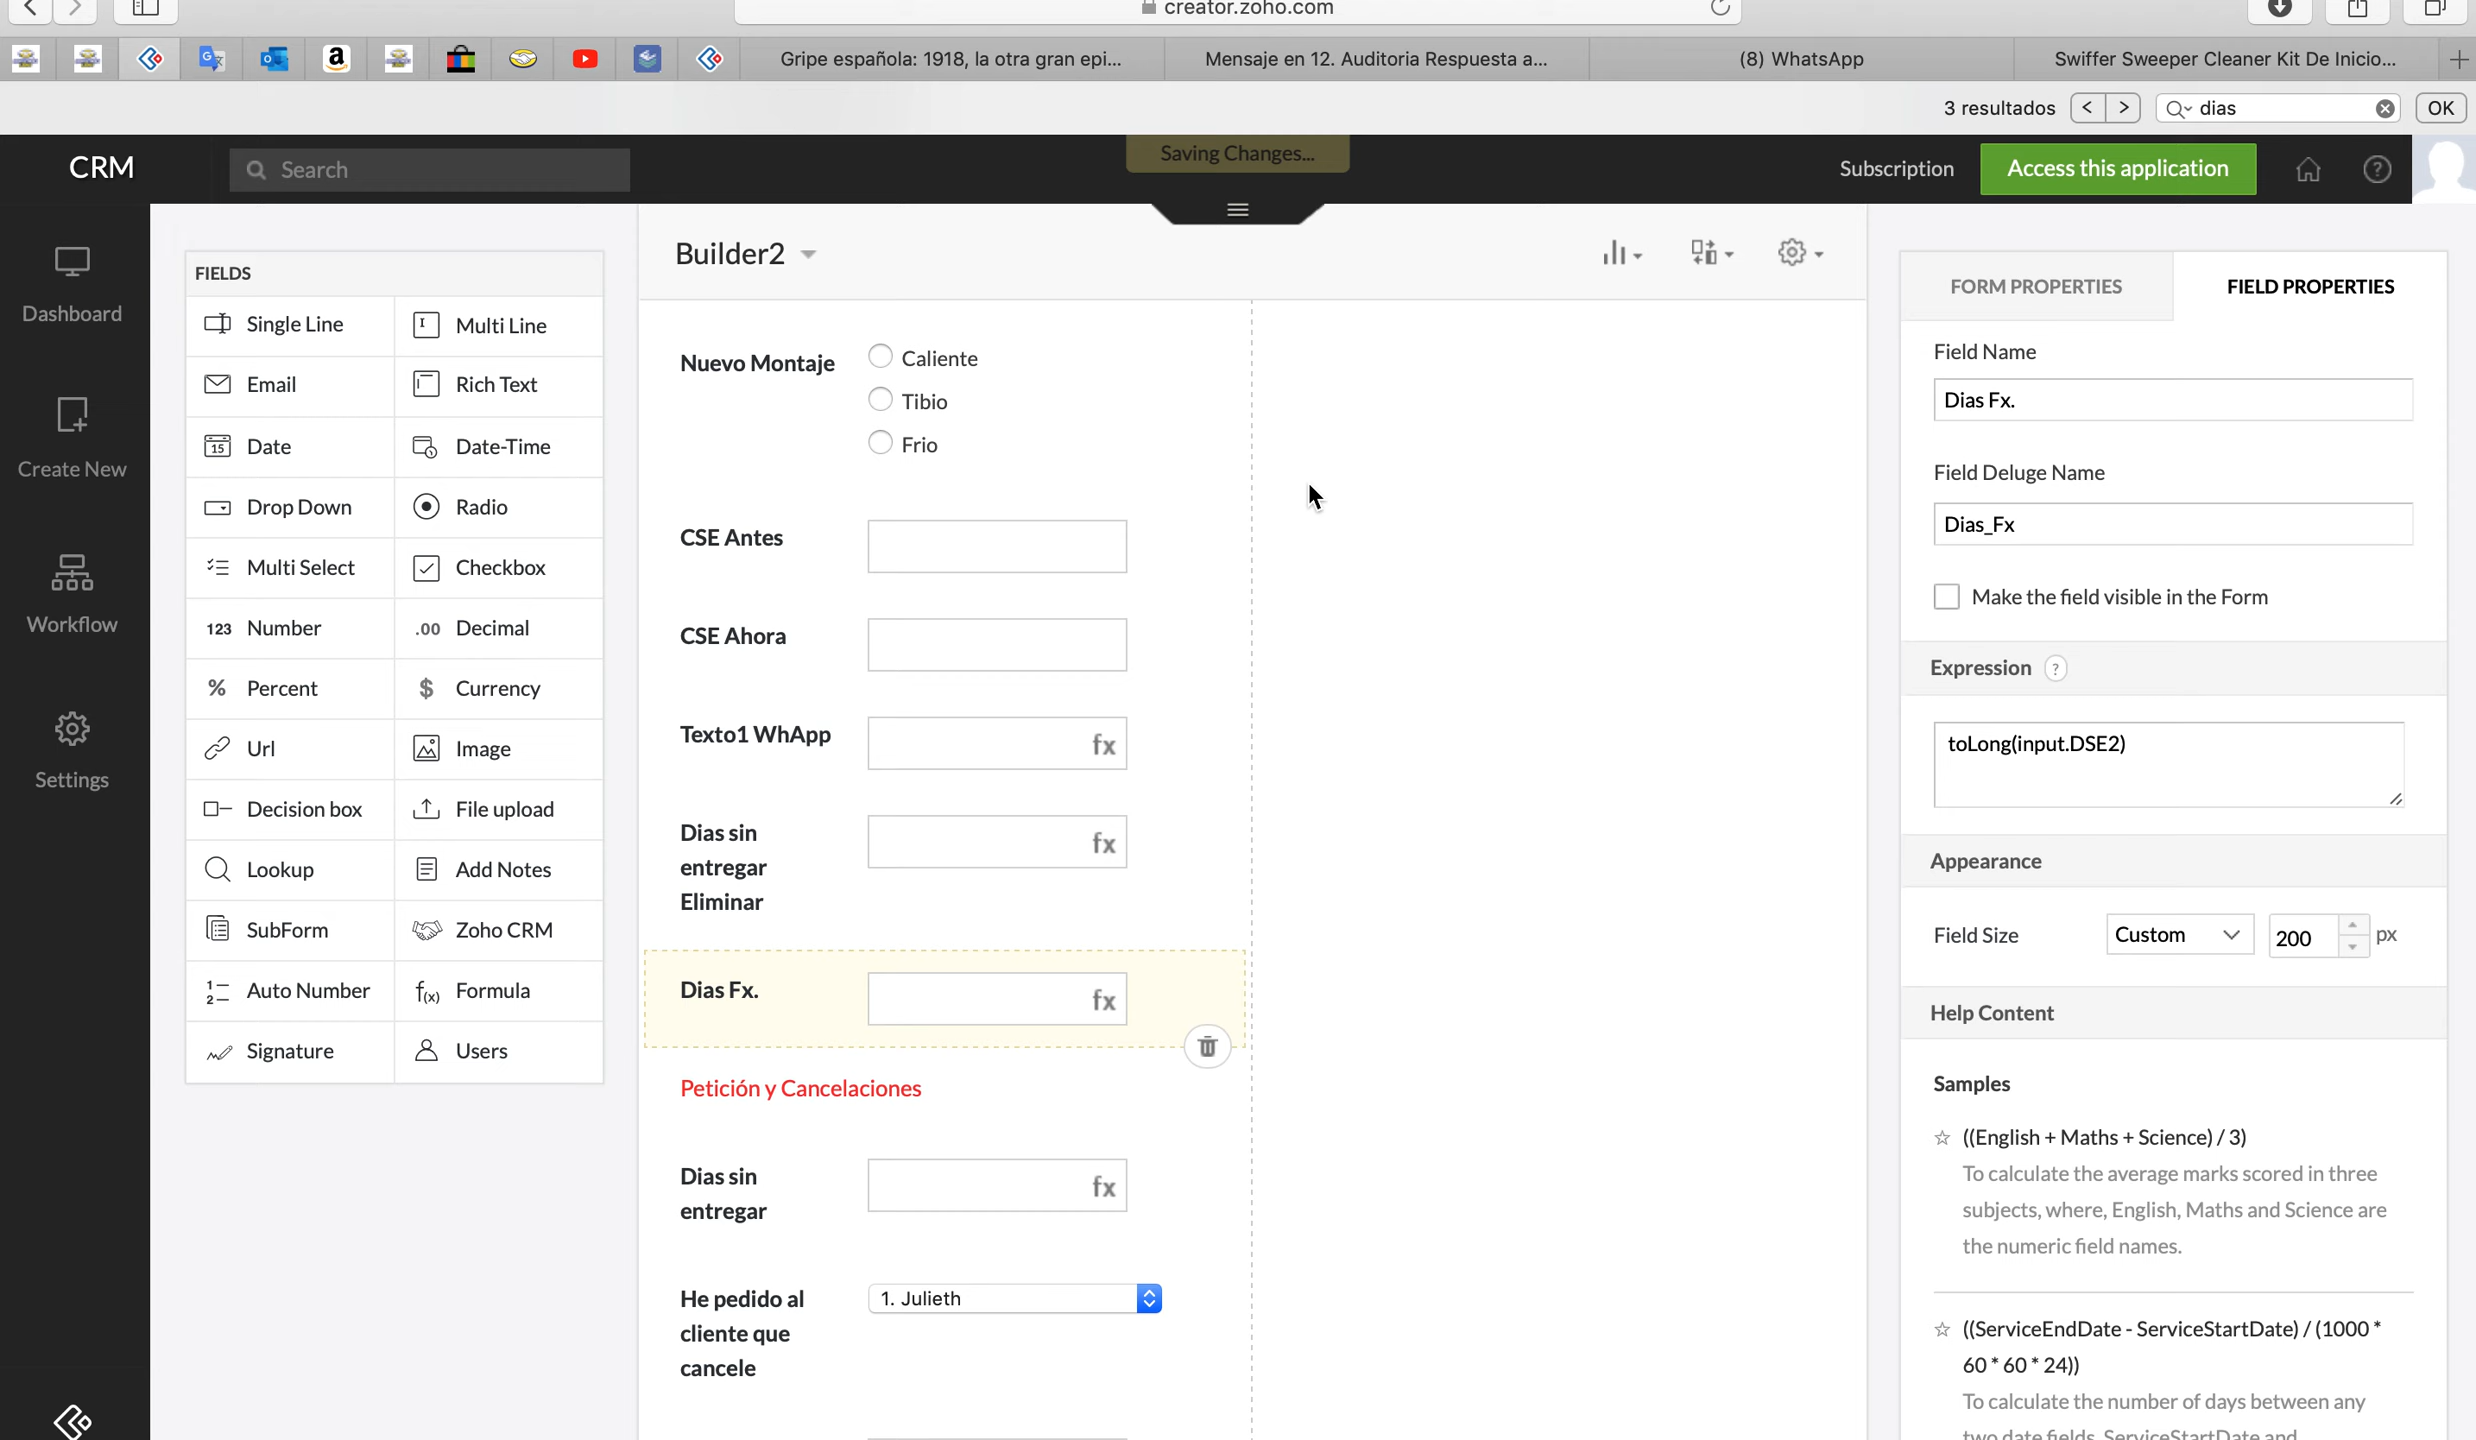 creator.zoho.com
Gripe española: 1918, la otra gran epi...
Mensaje en 12. Auditoria Respuesta a...
(8) WhatsApp
Swiffer Sweeper Cleaner Kit De Inicio...
3 resultados
dias
OK
CRM
Search
Saving Changes...
Subscription
Access this application
Dashboard
Create New
Workflow
Settings
FIELDS
Single Line
Multi Line
Email
Rich Text
Date
Date-Time
Drop Down
Radio
Multi Select
Checkbox
123 Number
.00 Decimal
% Percent
$ Currency
Url
Image
Decision box
File upload
Lookup
Add Notes
SubForm
Zoho CRM
Auto Number
f(x) Formula
Signature
Users
Builder2
Nuevo Montaje
Caliente
Tibio
Frio
CSE Antes
CSE Ahora
Texto1 WhApp
fx
Dias sin
entregar
Eliminar
fx
Dias Fx.
fx
Petición y Cancelaciones
Dias sin
entregar
fx
He pedido al
cliente que
cancele
1. Julieth
FORM PROPERTIES
FIELD PROPERTIES
Field Name
Dias Fx.
Field Deluge Name
Dias_Fx
Make the field visible in the Form
Expression ?
toLong(input.DSE2)
Appearance
Field Size
Custom
200
px
Help Content
Samples
((English + Maths + Science) / 3)
To calculate the average marks scored in three
subjects, where, English, Maths and Science are
the numeric field names.
((ServiceEndDate - ServiceStartDate) / (1000 *
60 * 60 * 24))
To calculate the number of days between any
two date fields, ServiceStartDate and